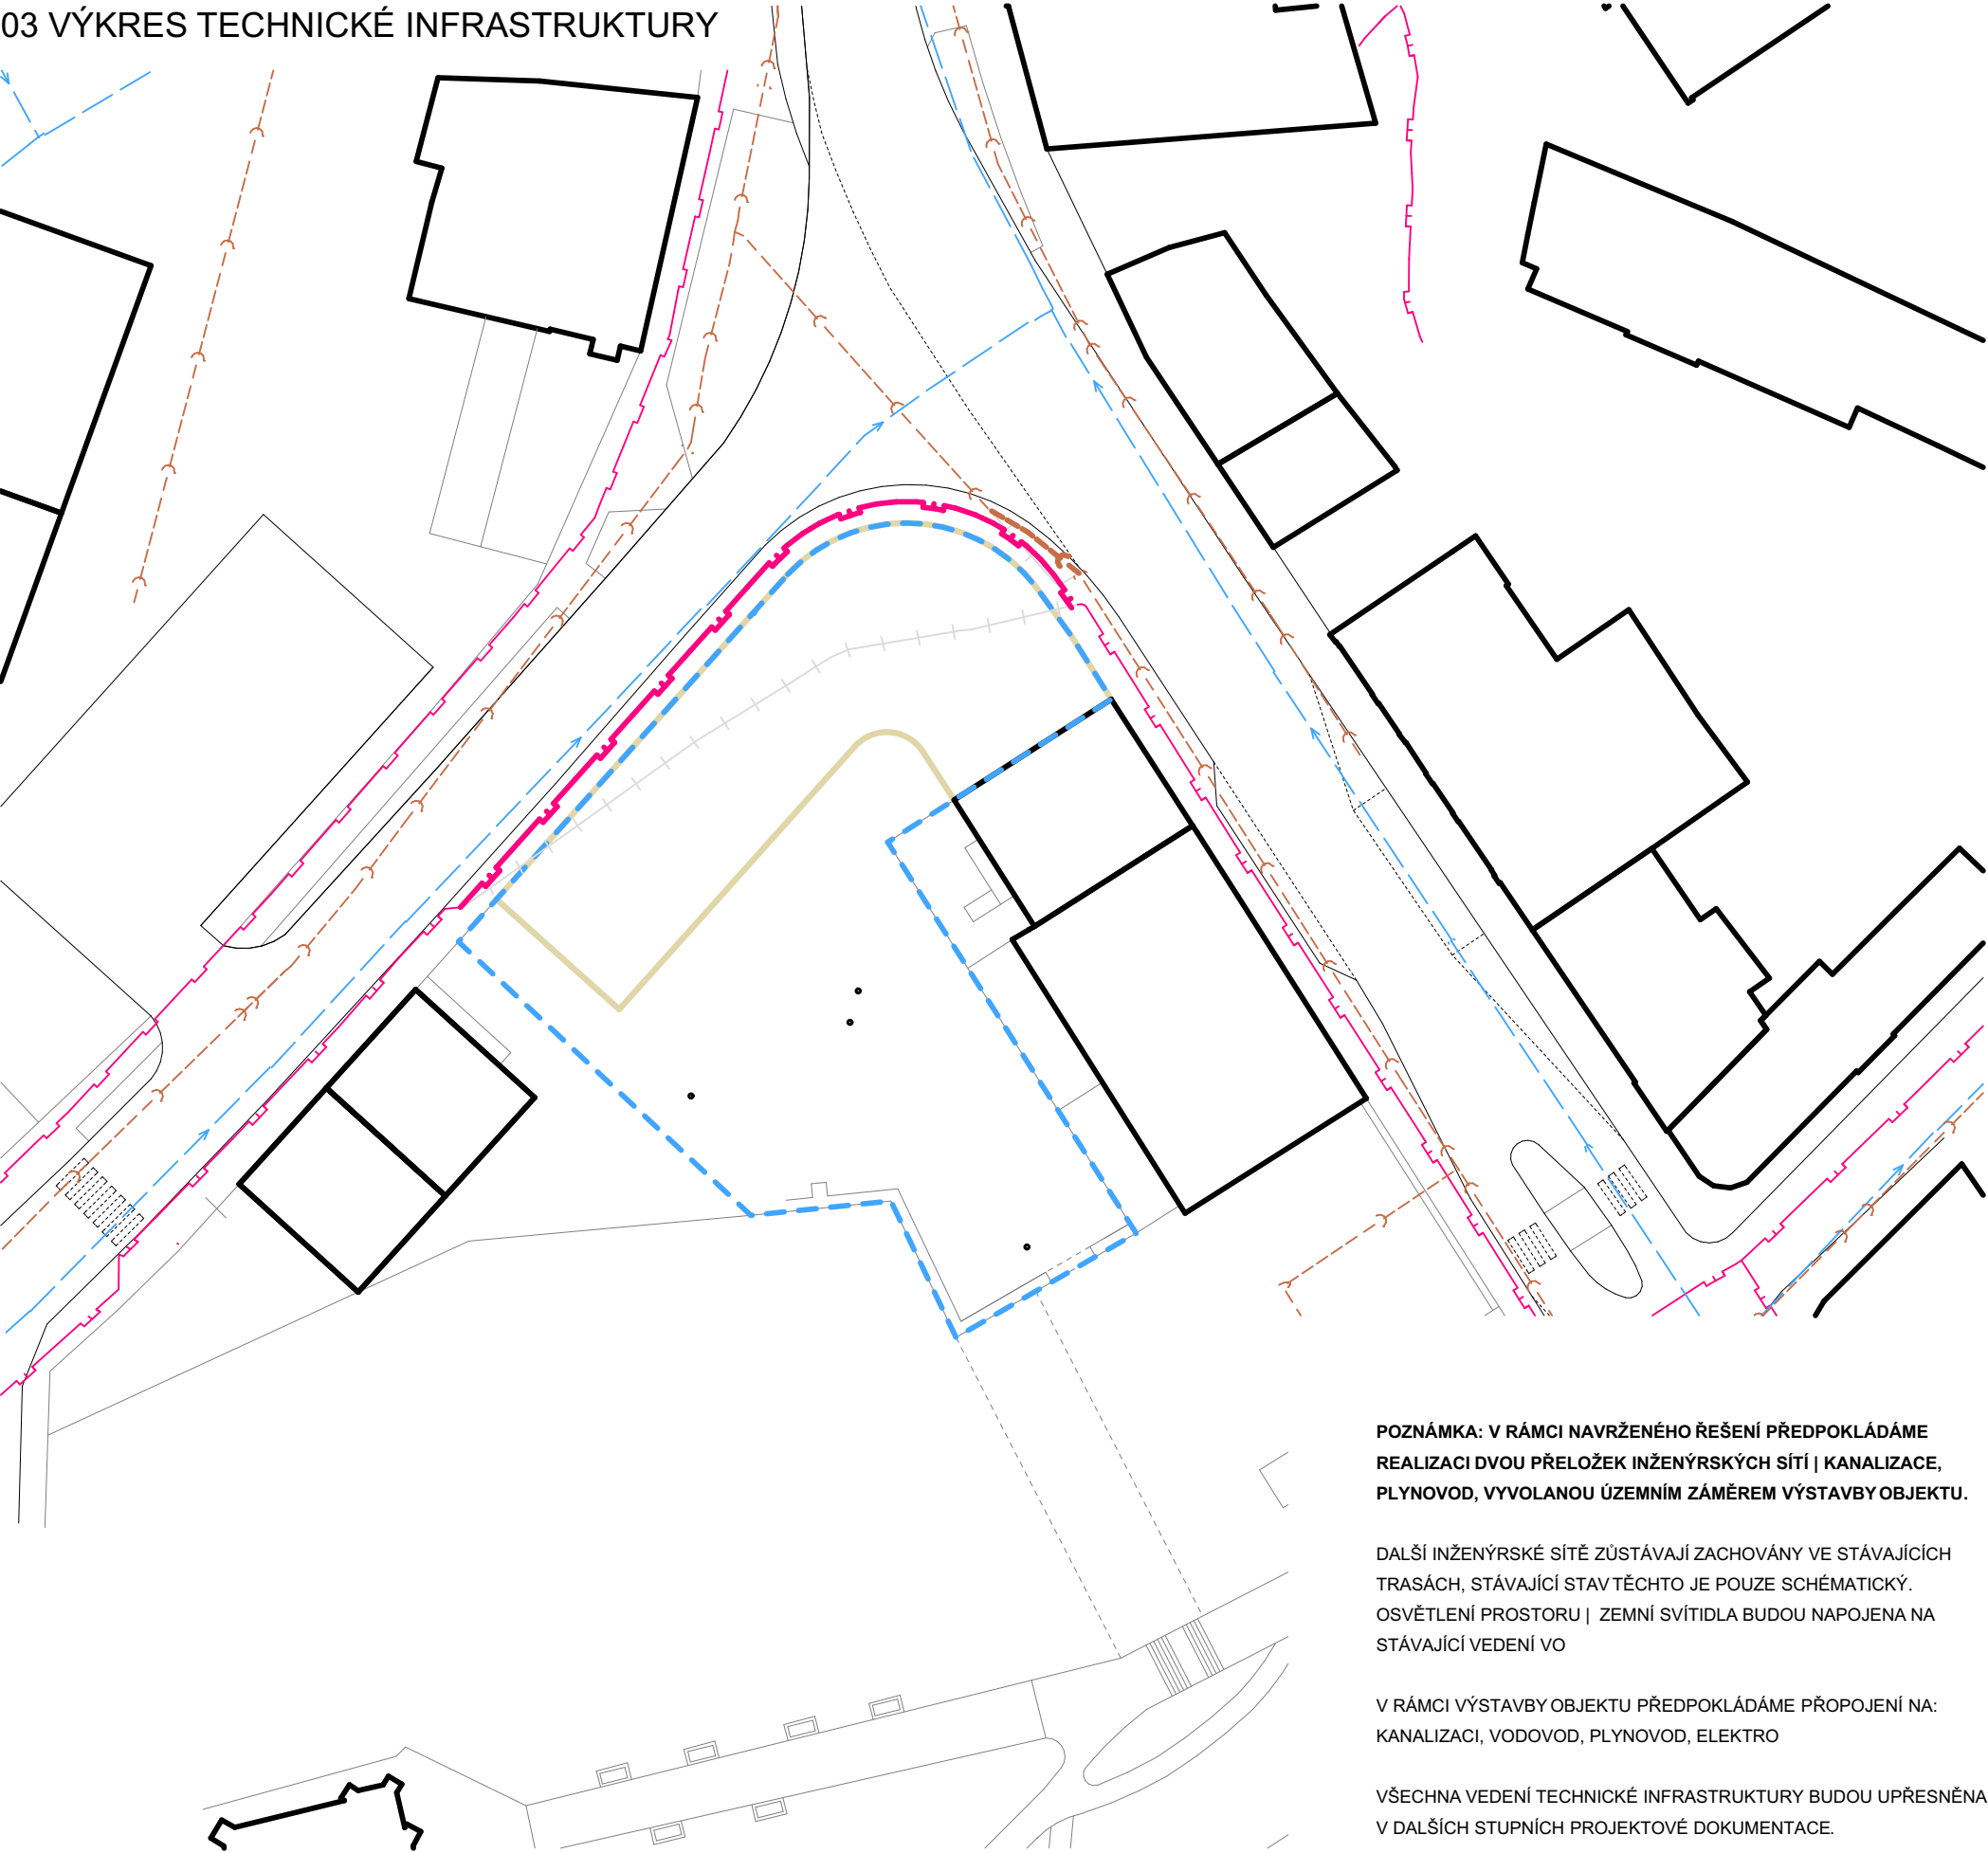 03 VÝKRES TECHNICKÉ INFRASTRUKTURY
POZNÁMKA: V RÁMCI NAVRŽENÉHO ŘEŠENÍ PŘEDPOKLÁDÁME
REALIZACI DVOU PŘELOŽEK INŽENÝRSKÝCH SÍTÍ | KANALIZACE,
PLYNOVOD, VYVOLANOU ÚZEMNÍM ZÁMĚREM VÝSTAVBY OBJEKTU.
DALŠÍ INŽENÝRSKÉ SÍTĚ ZŮSTÁVAJÍ ZACHOVÁNY VE STÁVAJÍCÍCH
TRASÁCH, STÁVAJÍCÍ STAV TĚCHTO JE POUZE SCHÉMATICKÝ.
OSVĚTLENÍ PROSTORU | ZEMNÍ SVÍTIDLA BUDOU NAPOJENA NA
STÁVAJÍCÍ VEDENÍ VO
V RÁMCI VÝSTAVBY OBJEKTU PŘEDPOKLÁDÁME PŘOPOJENÍ NA:
KANALIZACI, VODOVOD, PLYNOVOD, ELEKTRO
VŠECHNA VEDENÍ TECHNICKÉ INFRASTRUKTURY BUDOU UPŘESNĚNA
V DALŠÍCH STUPNÍCH PROJEKTOVÉ DOKUMENTACE.